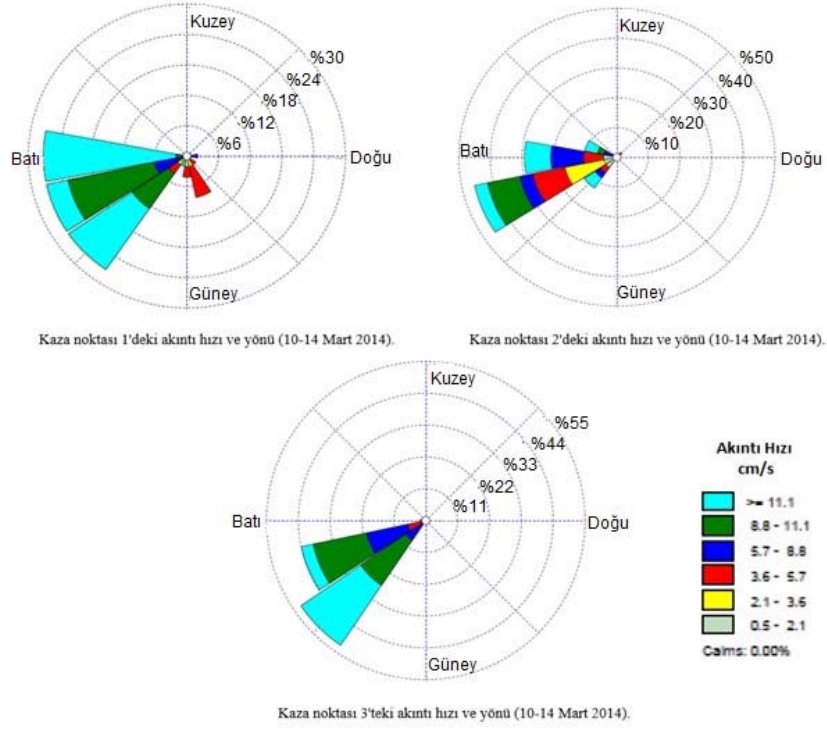 Kuzey
%30
%24
%18
%12
%6
Batı
Doğu
Güney
Kaza noktası 1'deki akıntı hızı ve yönü (10-14 Mart 2014).
Kuzey
%50
%40
%30
%20
%10
Batı
Doğu
Güney
Kaza noktası 2'deki akıntı hızı ve yönü (10-14 Mart 2014).
Kuzey
%55
%44
%33
%22
%11
Batı
Doğu
Güney
Kaza noktası 3'teki akıntı hızı ve yönü (10-14 Mart 2014).
Akıntı Hızı
cm/s
>= 11.1
8.8 - 11.1
5.7 - 8.8
3.6 - 5.7
2.1 - 3.6
0.5 - 2.1
Calms: 0.00%